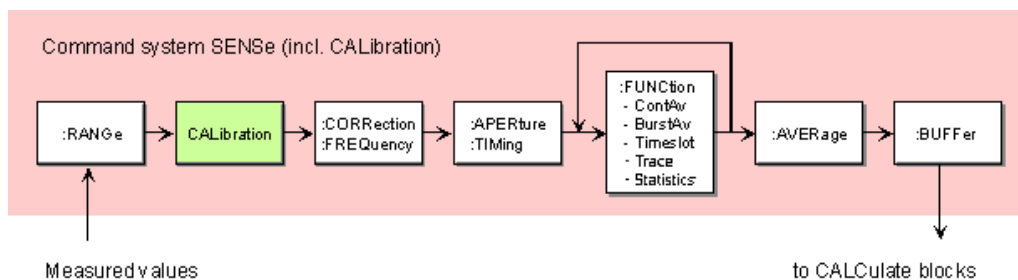 Command system SENSe (incl. CALibration)
:RANGe
CALibration
:CORRection
:FREQuency
:APERture
:TIMing
:FUNCtion
- ContAv
- BurstAv
- Timeslot
- Trace
- Statistics
:AVERage
:BUFFer
Measured values
to CALCulate blocks